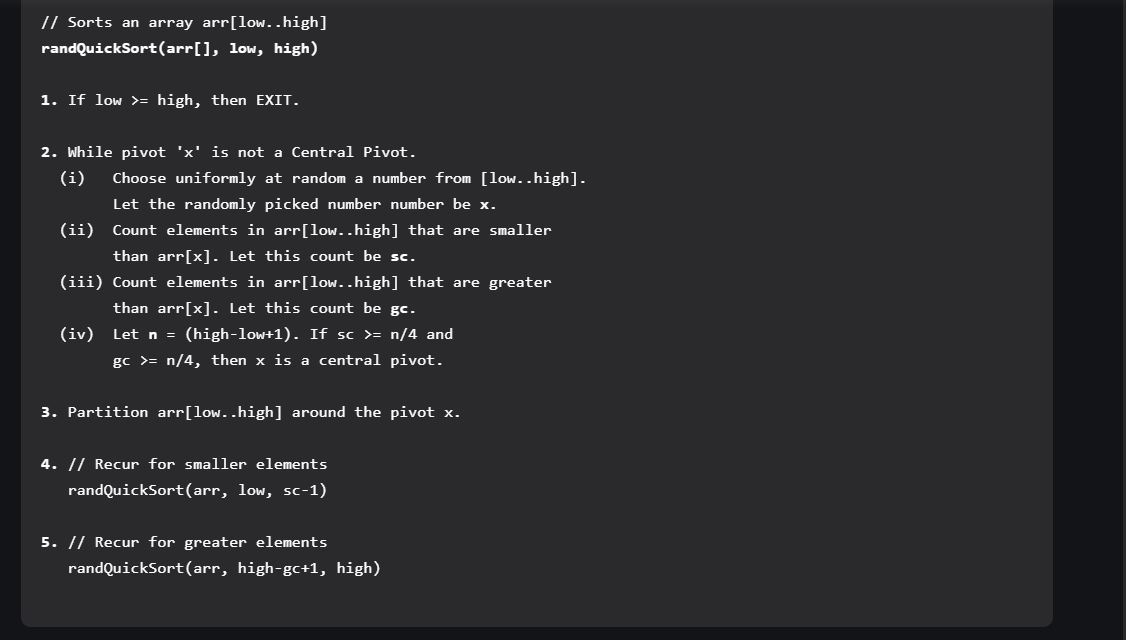 // Sorts an array arr[low..high]
randQuickSort(arr[], low, high)
1. If low >= high, then EXIT.
2. While pivot 'x' is not a Central Pivot.
(i) Choose uniformly at random a number from [low..high].
Let the randomly picked number number be x.
(ii) Count elements in arr[low..high] that are smaller
than arr[x]. Let this count be sc.
(iii) Count elements in arr[low..high] that are greater
than arr[x]. Let this count be gc.
(iv) Let n = (high-low+1). If sc >= n/4 and
gc >= n/4, then x is a central pivot.
3. Partition arr[low..high] around the pivot x.
4. // Recur for smaller elements
randQuickSort(arr, low, sc-1)
5. // Recur for greater elements
randQuickSort(arr, high-gc+1, high)